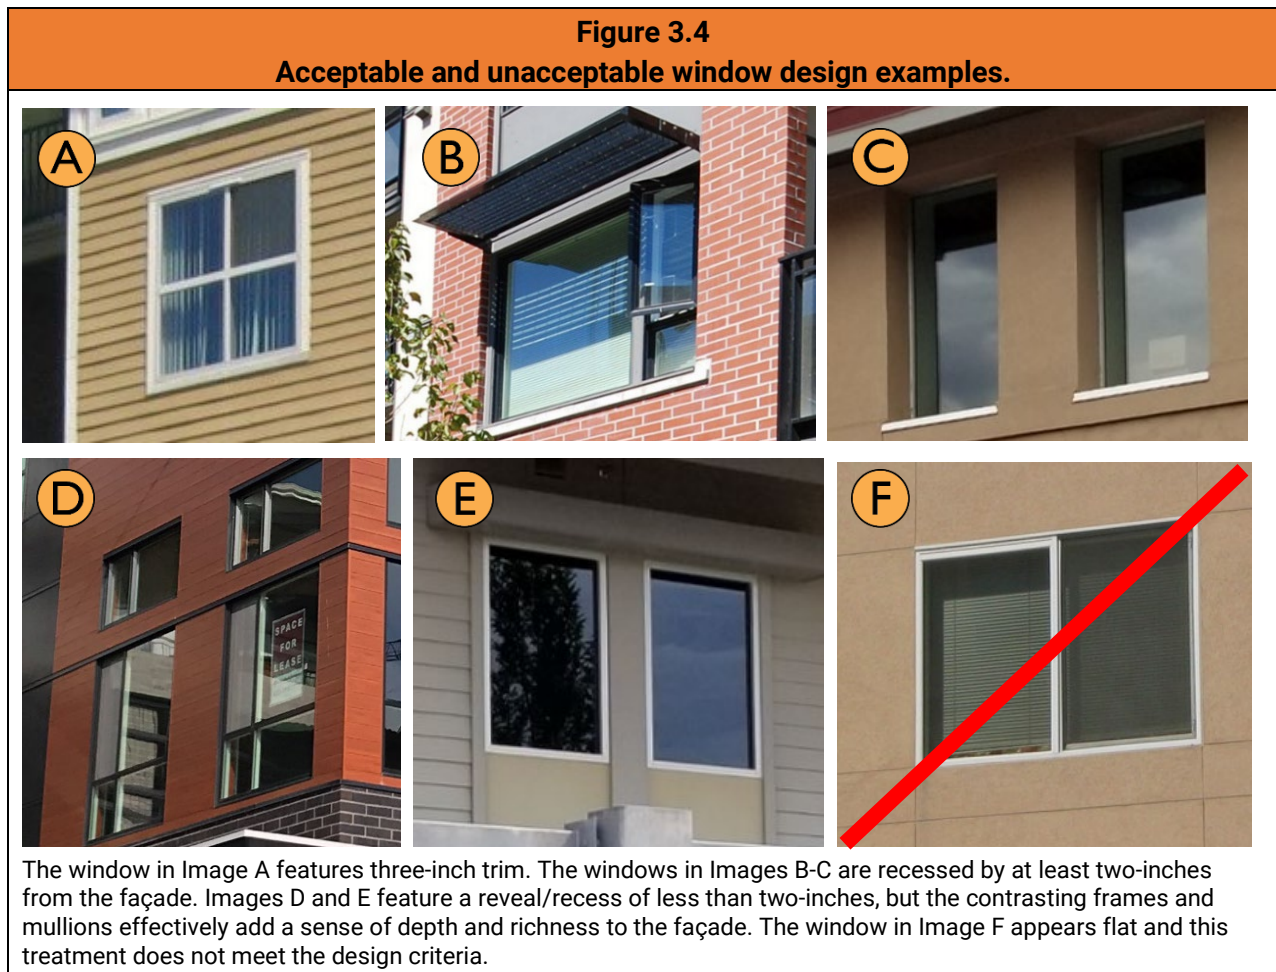 Figure 3.4
Acceptable and unacceptable window design examples.
A
B
C
D
SPACE
FOR
LEASE
E
F
The window in Image A features three-inch trim. The windows in Images B-C are recessed by at least two-inches
from the façade. Images D and E feature a reveal/recess of less than two-inches, but the contrasting frames and
mullions effectively add a sense of depth and richness to the façade. The window in Image F appears flat and this
treatment does not meet the design criteria.